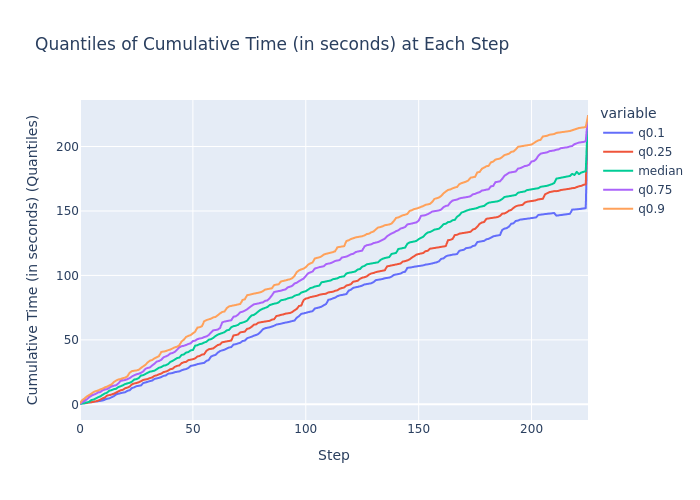 Quantiles of Cumulative Time (in seconds) at Each Step
variable
q0.1
q0.25
median
q0.75
q0.9
Cumulative Time (in seconds) (Quantiles)
200
150
100
50
0
0 50 100 150 200
Step